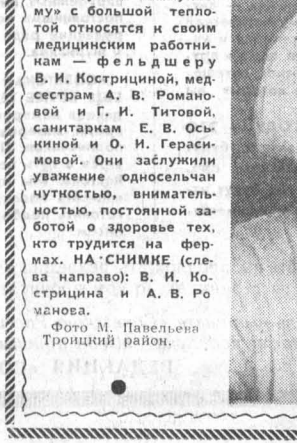 му» с большой тепло-
той относятся к своим
медицинским работни-
кам — фельдшеру
В. И. Кострициной, мед-
сестрам А. В. Романо-
вой и Г. И. Титовой,
санитаркам Е. В. Ось-
киной и О. И. Гераси-
мовой. Они заслужили
уважение односельчан
чуткостью, вниматель-
ностью, постоянной за-
ботой о здоровье тех,
кто трудится на фер-
мах. НА СНИМКЕ (сле-
ва направо): В. И. Ко-
стрицина и А. В. Ро
манова.
Фото М. Павельева
Троицкий район.